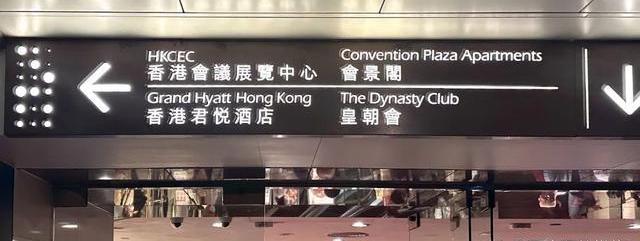 HKCEC
香港會議展覽中心
Convention Plaza Apartments
會景閣
Grand Hyatt Hong Kong
香港君悅酒店
The Dynasty Club
皇朝會